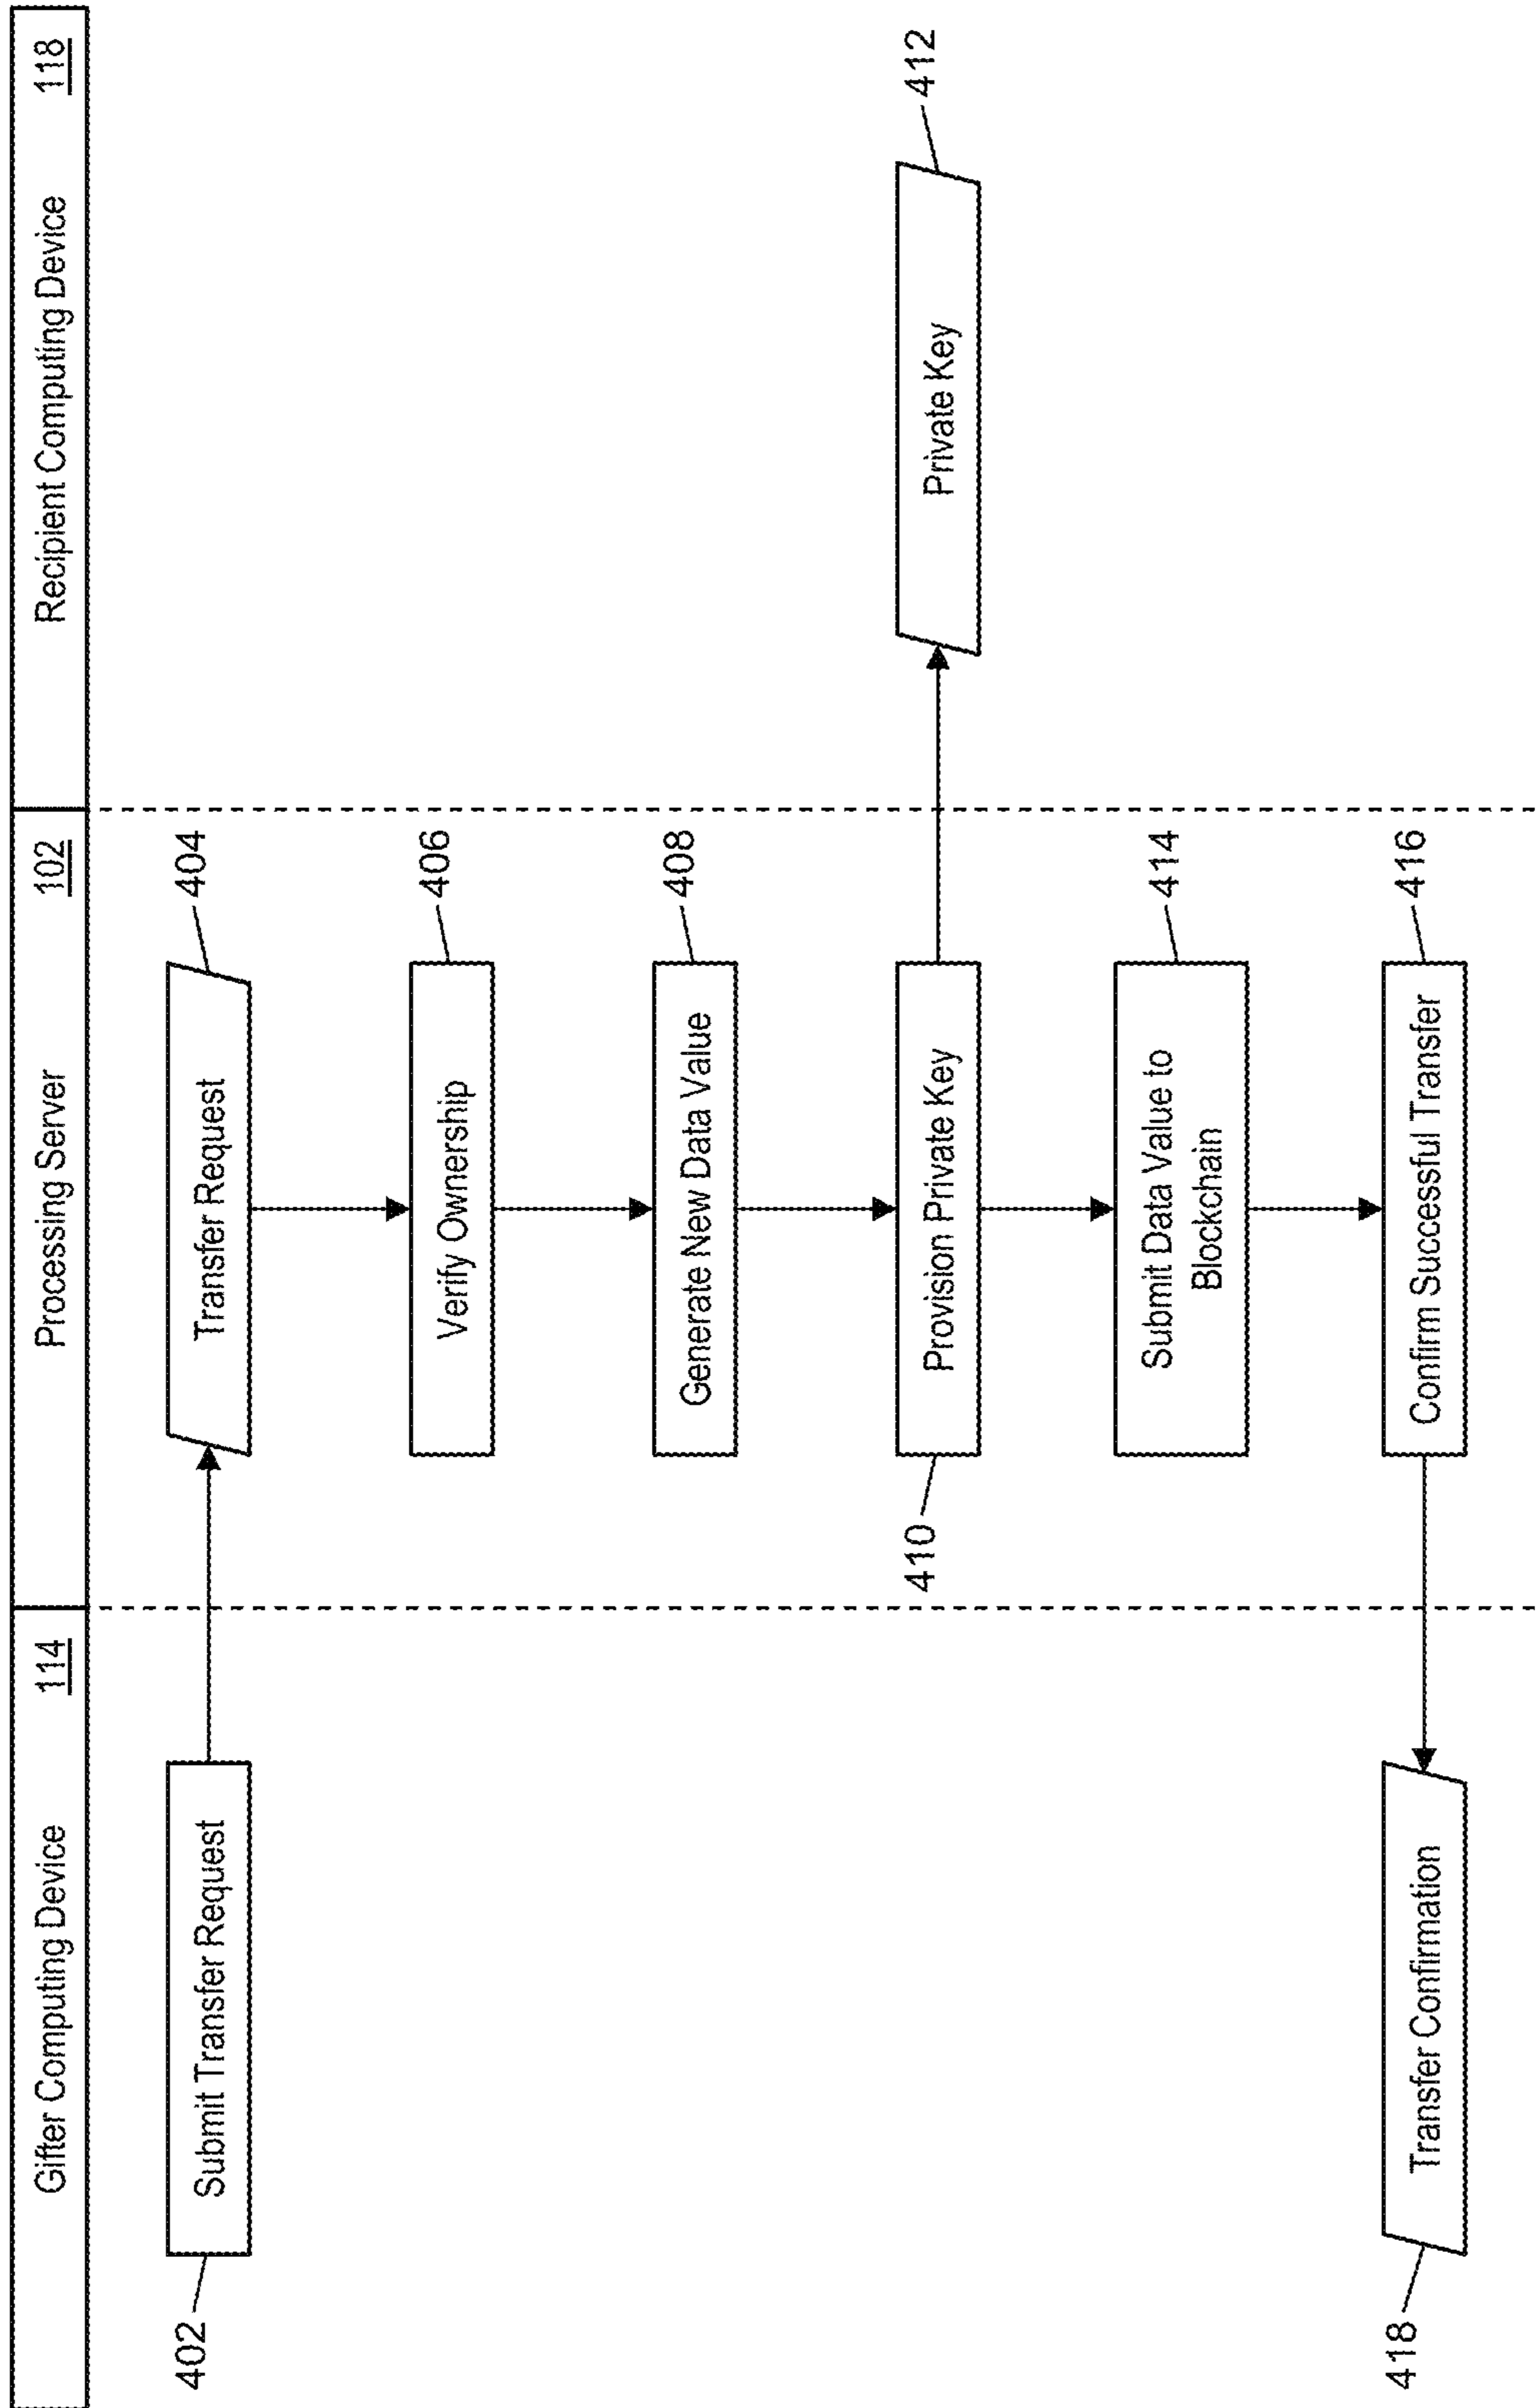 Gifter Computing Device
114
Processing Server
102
Recipient Computing Device
118
402
Submit Transfer Request
Transfer Request
404
Verify Ownership
406
Generate New Data Value
408
410
Provision Private Key
Private Key
412
Submit Data Value to
Blockchain
414
Confirm Successful Transfer
416
418
Transfer Confirmation